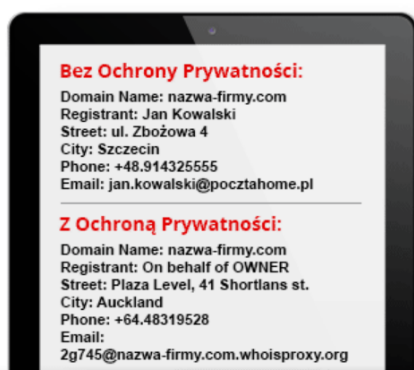 Bez Ochrony Prywatności:
Domain Name: nazwa-firmy.com
Registrant: Jan Kowalski
Street: ul. Zbożowa 4
City: Szczecin
Phone: +48.914325555
Email: jan.kowalski@pocztahome.pl
Z Ochroną Prywatności:
Domain Name: nazwa-firmy.com
Registrant: On behalf of OWNER
Street: Plaza Level, 41 Shortlans st.
City: Auckland
Phone: +64.48319528
Email:
2g745@nazwa-firmy.com.whoisproxy.org